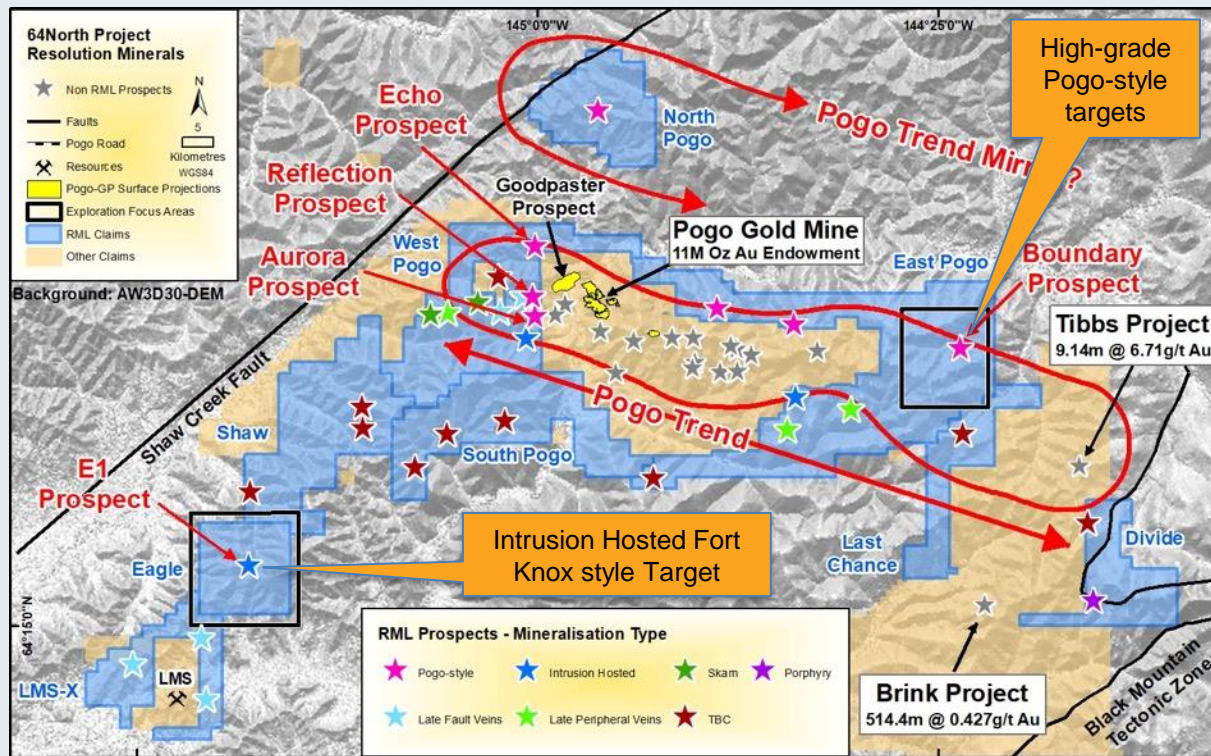 145°0'0"W
144°25'0"W
64North Project
Resolution Minerals
Non RML Prospects
N
5
Kilometres
WGS84
Faults
Pogo Road
Resources
Pogo-GP Surface Projections
Exploration Focus Areas
RML Claims
Other Claims
Background: AW3D30-DEM
High-grade
Pogo-style
targets
Echo
Prospect
North
Pogo
Pogo Trend
?
Reflection
Prospect
Goodpaster
Prospect
Pogo Gold Mine
11M Oz Au Endowment
West
Pogo
East Pogo
Boundary
Prospect
Aurora
Prospect
Tibbs Project
9.14m @ 6.71g/t Au
Shaw Creek Fault
Pogo Trend
Shaw
South Pogo
E1
Prospect
Eagle
Intrusion Hosted Fort
Knox style Target
Last
Chance
Divide
64°15'0"N
LMS-X
LMS
RML Prospects - Mineralisation Type
Pogo-style
Intrusion Hosted
Skarn
Porphyry
Late Fault Veins
Late Peripheral Veins
TBC
Brink Project
514.4m @ 0.427g/t Au
Black Mountain
Tectonic Zone